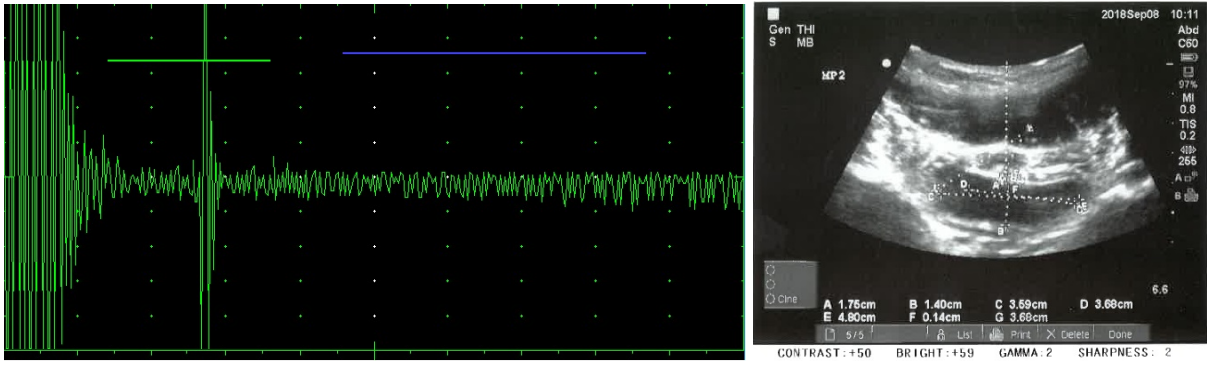 2018Sep08 10:11
Gen THI
S MB
Abd
C60
MP2
97%
MI
0.8
TIS
0.2
255
A
B
D
A
F
C
E
B
6.6
Cine
A 1.75cm B 1.40cm C 3.59cm D 3.68cm
E 4.80cm F 0.14cm G 3.68cm
5/5 List Print X Delete Done
CONTRAST:+50 BRIGHT:+59 GAMMA:2 SHARPNESS: 2